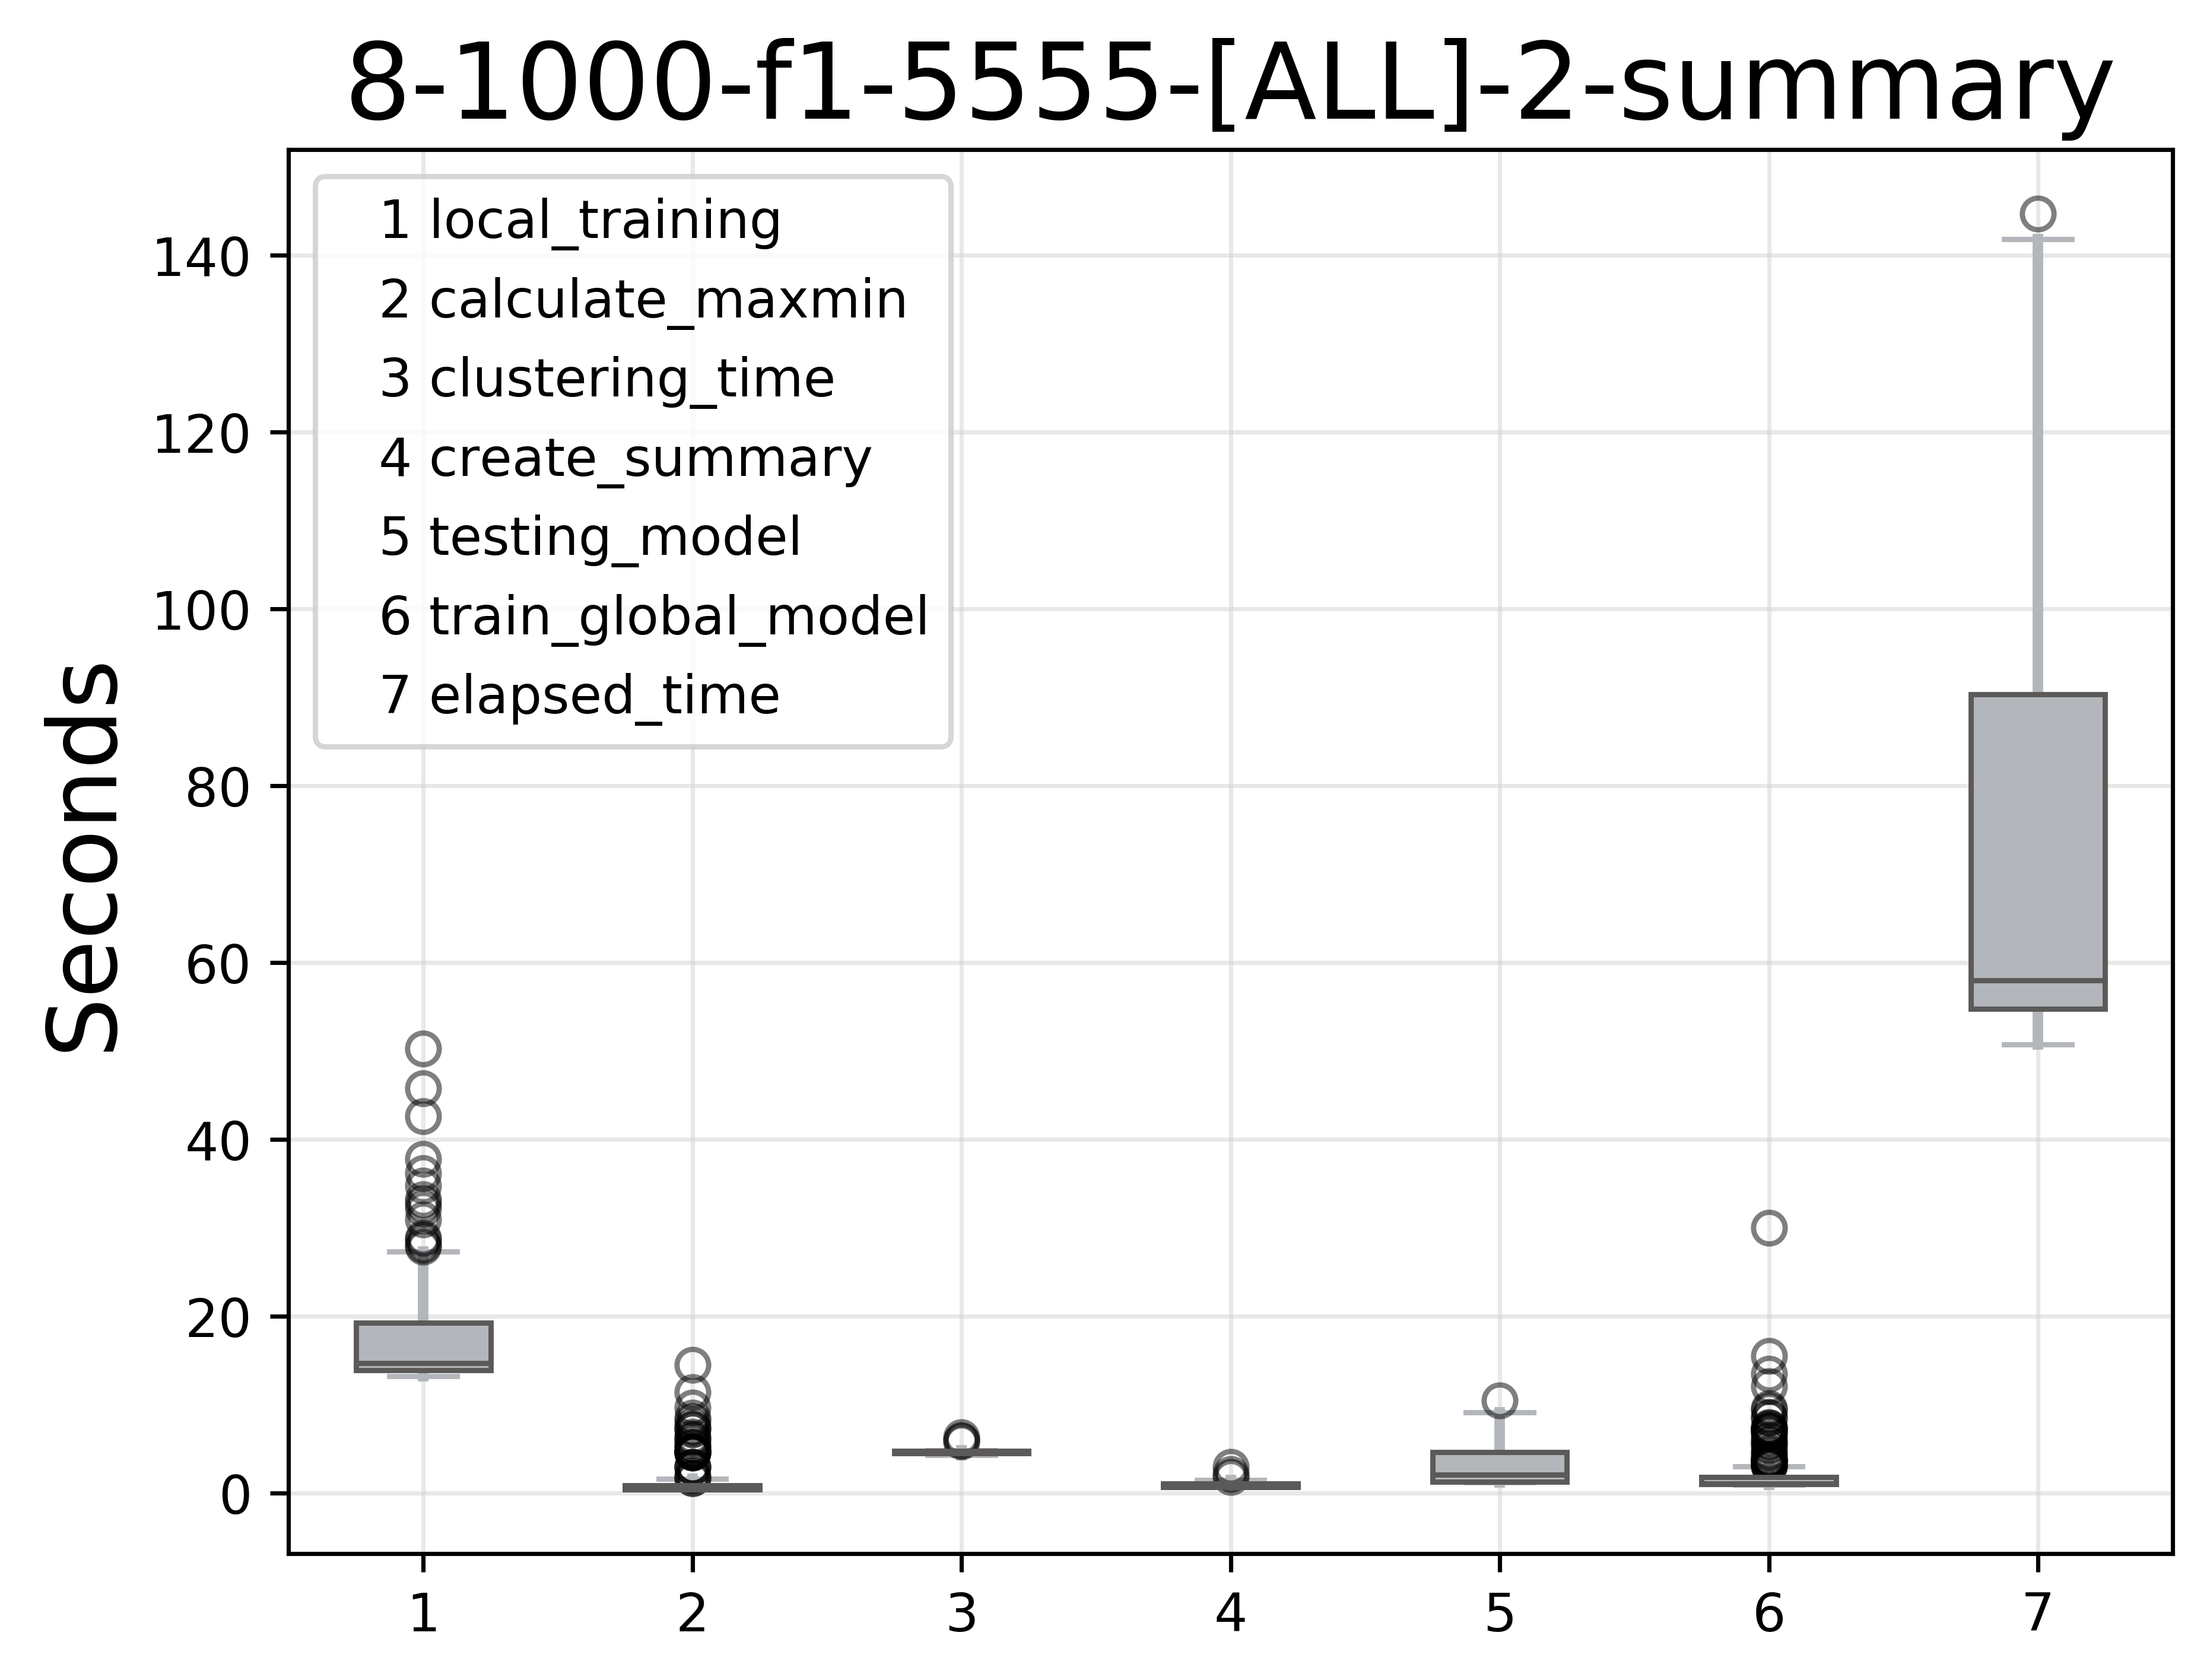 8-1000-f1-5555-[ALL]-2-summary
1 local_training
2 calculate_maxmin
3 clustering_time
4 create_summary
5 testing_model
6 train_global_model
7 elapsed_time
Seconds
140
120
100
80
60
40
20
0
1 2 3 4 5 6 7